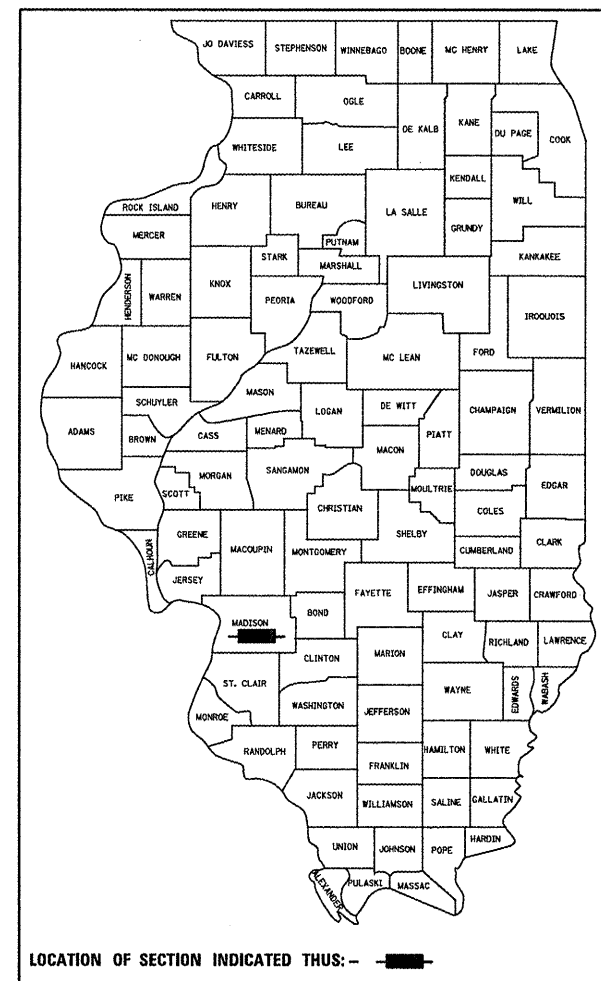 JO DAVIESS STEPHENSON WINNEBAGO BOONE MC HENRY LAKE
CARROLL OGLE DE KALB KANE DU PAGE COOK
WHITESIDE LEE KENDALL WILL
ROCK ISLAND HENRY BUREAU LA SALLE GRUNDY
MERCER PUTNAM KANKAKEE
STARK MARSHALL
HENDERSON WARREN KNOX PEORIA WOODFORD LIVINGSTON IROQUOIS
HANCOCK MC DONOUGH FULTON TAZEWELL MC LEAN FORD
MASON
SCHUYLER LOGAN DE WITT CHAMPAIGN VERMILION
ADAMS BROWN CASS MENARD MACON PIATT
MORGAN SANGAMON DOUGLAS EDGAR
PIKE SCOTT CHRISTIAN MOULTRIE COLES
GREENE MACOUPIN MONTGOMERY SHELBY CUMBERLAND CLARK
CALHOUN JERSEY FAYETTE EFFINGHAM JASPER CRAWFORD
MADISON BOND CLAY RICHLAND LAWRENCE
CLINTON MARION
ST. CLAIR WAYNE EDWARDS WABASH
MONROE WASHINGTON JEFFERSON
RANDOLPH PERRY HAMILTON WHITE
FRANKLIN
JACKSON WILLIAMSON SALINE GALLATIN
UNION JOHNSON POPE HARDIN
ALEXANDER PULASKI MASSAC
LOCATION OF SECTION INDICATED THUS: -